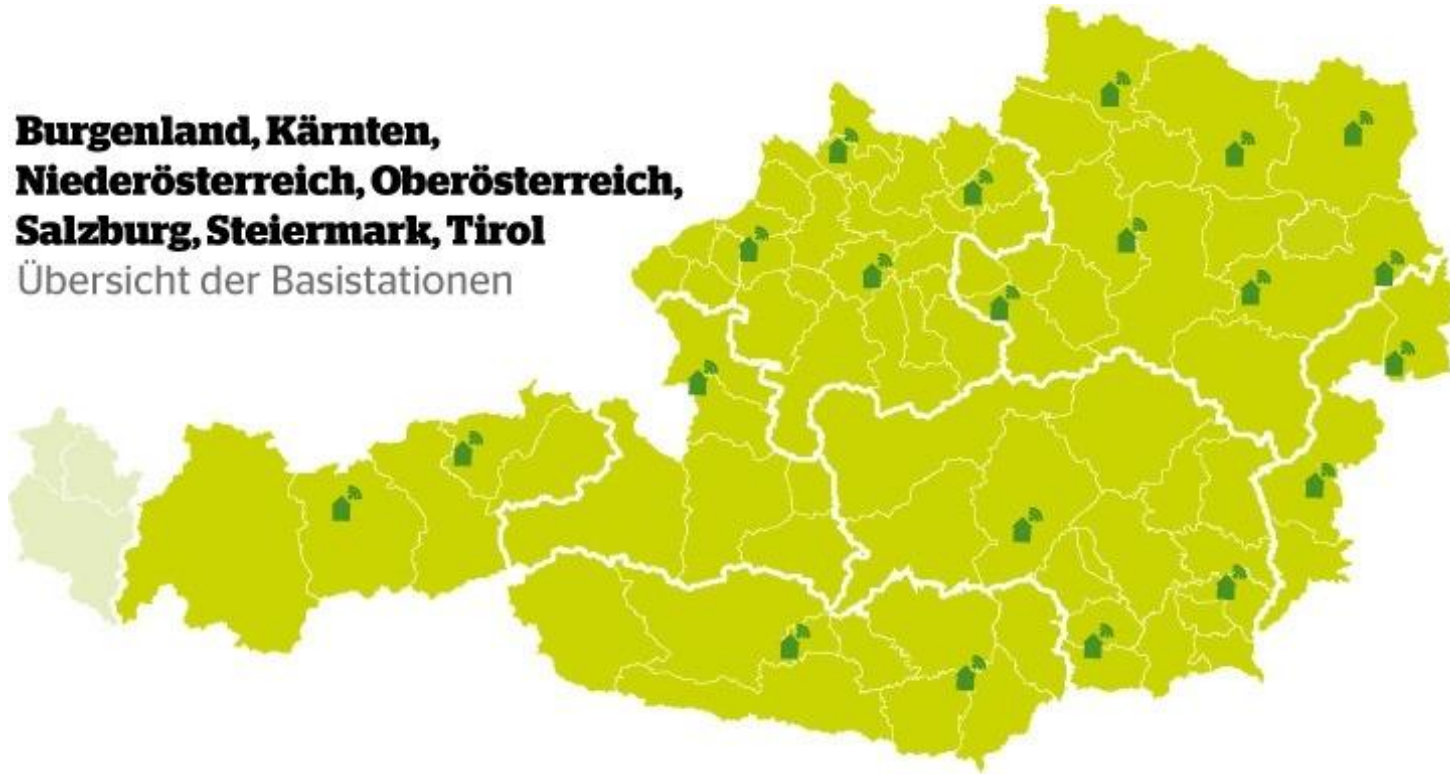 Burgenland, Kärnten,
Niederösterreich, Oberösterreich,
Salzburg, Steiermark, Tirol
Übersicht der Basistationen